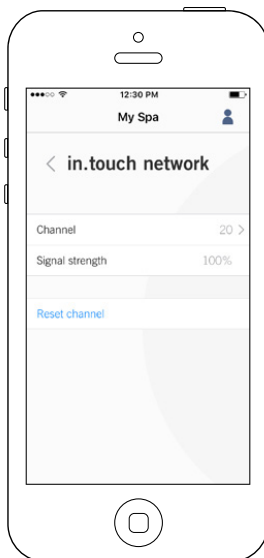 12:30 PM
My Spa
in.touch network
Channel 20
Signal strength 100%
Reset channel